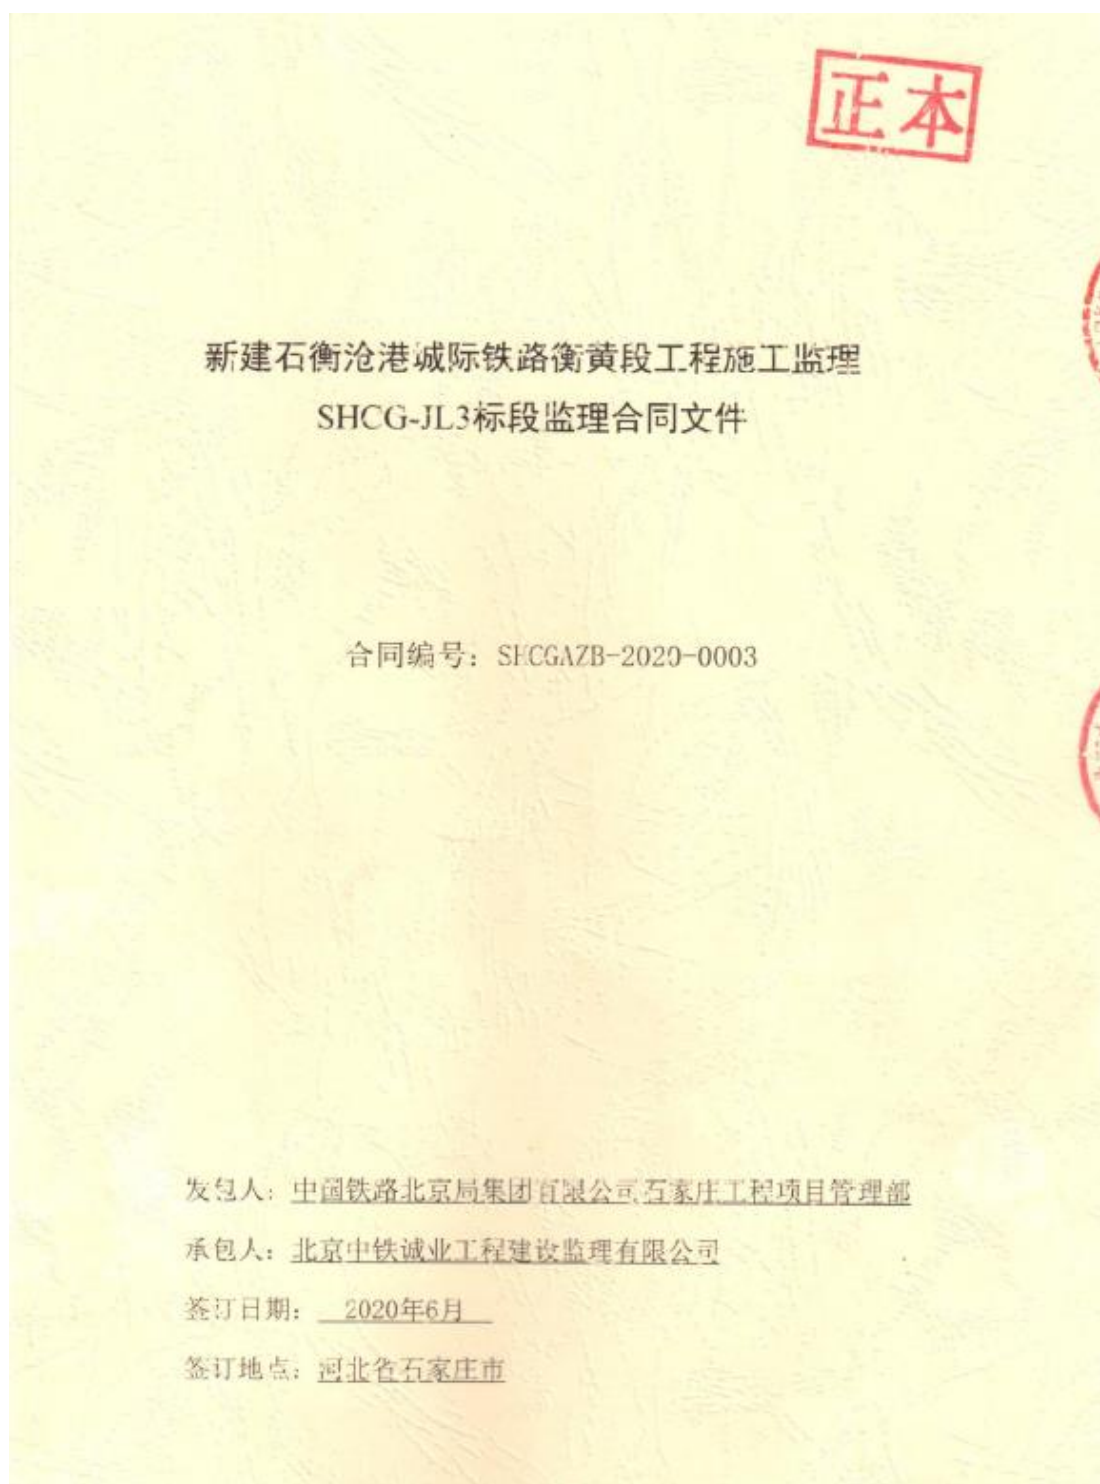 正本
新建石衡沧港城际铁路衡黄段工程施工监理
SHCG-JL3标段监理合同文件
合同编号：SHCGAZB-2020-0003
发包人：中国铁路北京局集团有限公司石家庄工程项目管理部
承包人：北京中铁诚业工程建设监理有限公司
签订日期：2020年6月
签订地点：河北省石家庄市